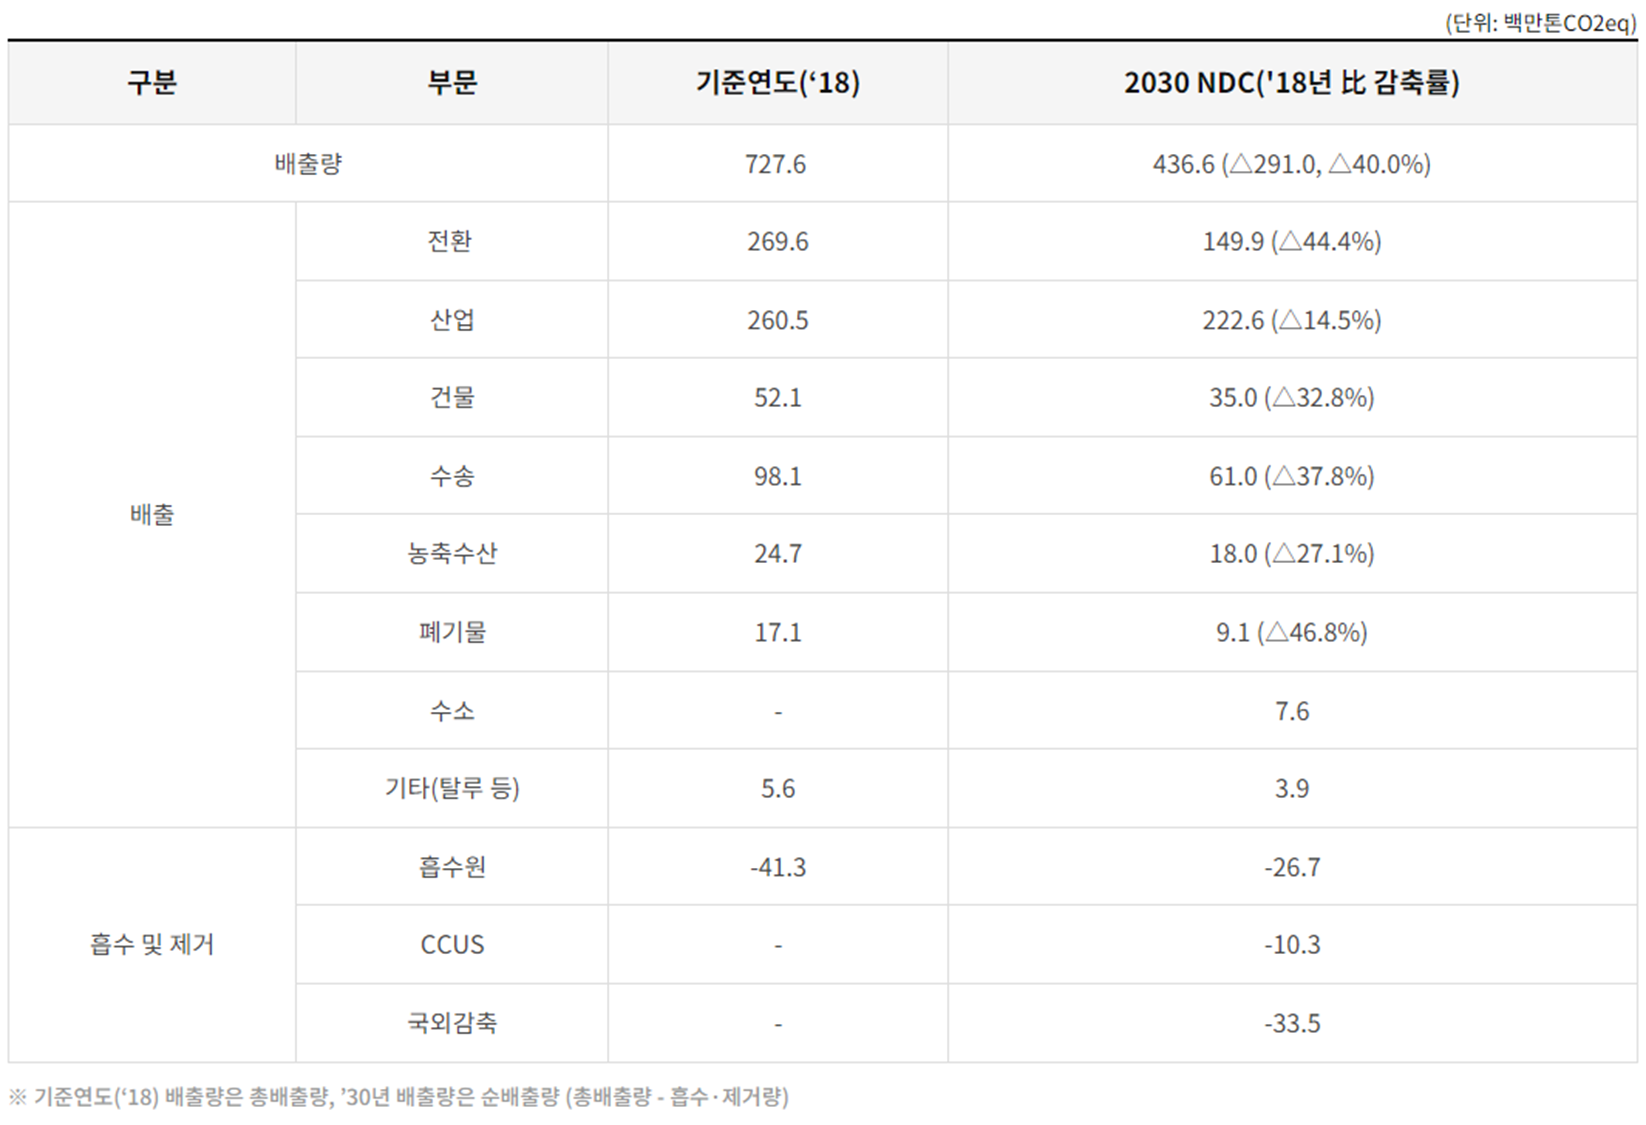 (단위: 백만톤CO2eq)
구분 부문 기준연도(‘18) 2030 NDC('18년 比 감축률)
배출량 727.6 436.6 (△291.0, △40.0%)
배출
전환 269.6 149.9 (△44.4%)
산업 260.5 222.6 (△14.5%)
건물 52.1 35.0 (△32.8%)
수송 98.1 61.0 (△37.8%)
농축수산 24.7 18.0 (△27.1%)
폐기물 17.1 9.1 (△46.8%)
수소 - 7.6
기타(탈루 등) 5.6 3.9
흡수 및 제거
흡수원 -41.3 -26.7
CCUS - -10.3
국외감축 - -33.5
※ 기준연도(‘18) 배출량은 총배출량, ’30년 배출량은 순배출량 (총배출량 - 흡수·제거량)